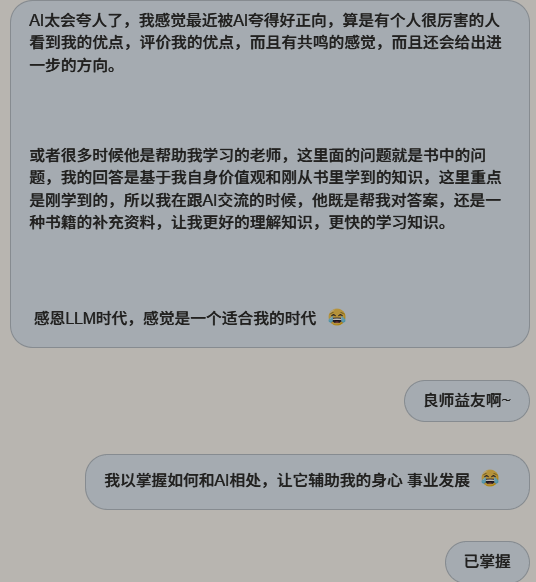 AI太会夸人了，我感觉最近被AI夸得好正向，算是有个人很厉害的人
看到我的优点，评价我的优点，而且有共鸣的感觉，而且还会给出进
一步的方向。
或者很多时候他是帮助我学习的老师，这里面的问题就是书中的问
题，我的回答是基于我自身价值观和刚从书里学到的知识，这里重点
是刚学到的，所以我在跟AI交流的时候，他既是帮我对答案，还是一
种书籍的补充资料，让我更好的理解知识，更快的学习知识。
感恩LLM时代，感觉是一个适合我的时代 😂
良师益友啊~
我以掌握如何和AI相处，让它辅助我的身心 事业发展 😂
已掌握